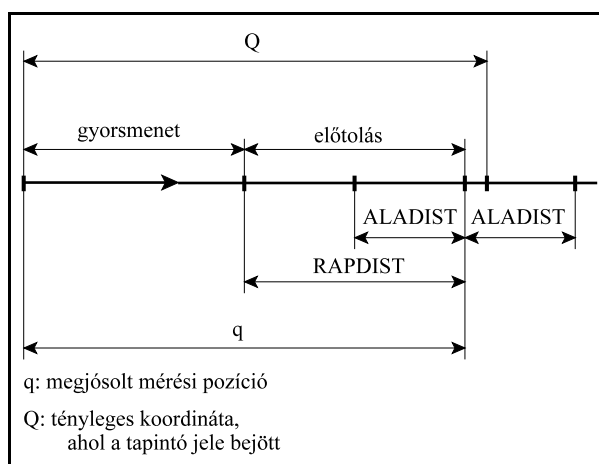 Q
gyorsmenet előtolás
ALADIST ALADIST
RAPDIST
q
q: megjósolt mérési pozíció
Q: tényleges koordináta,
ahol a tapintó jele bejött